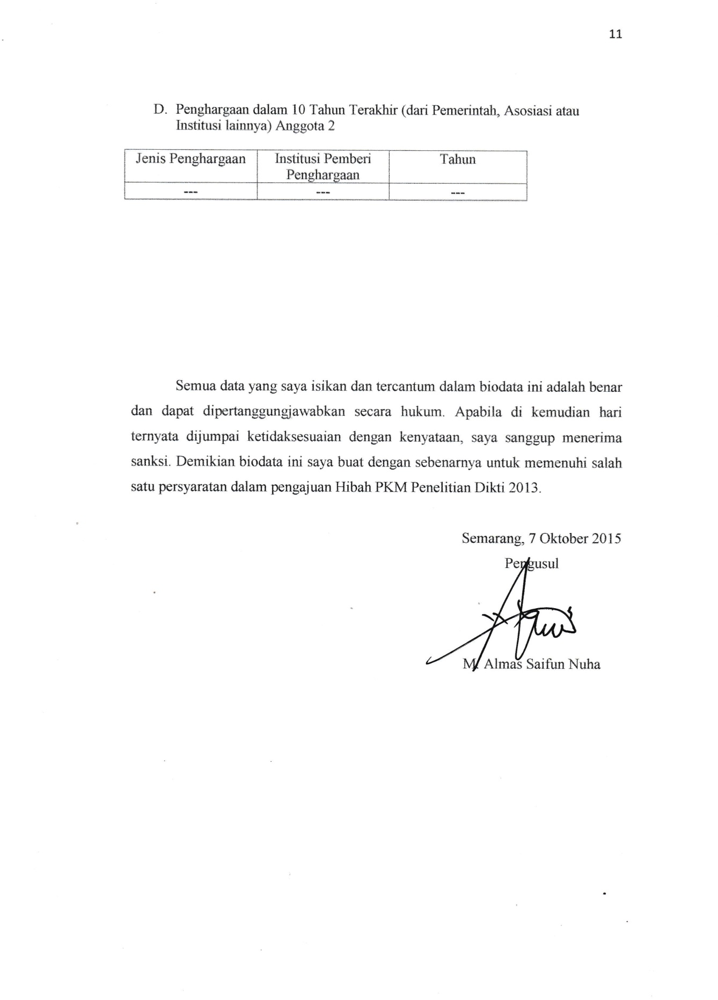 11
D. Penghargaan dalam 10 Tahun Terakhir (dari Pemerintah, Asosiasi atau
Institusi lainnya) Anggota 2
Jenis Penghargaan Institusi Pemberi Tahun
Penghargaan
--- --- ---
Semua data yang saya isikan dan tercantum dalam biodata ini adalah benar
dan dapat dipertanggungjawabkan secara hukum. Apabila di kemudian hari
ternyata dijumpai ketidaksesuaian dengan kenyataan, saya sanggup menerima
sanksi. Demikian biodata ini saya buat dengan sebenarnya untuk memenuhi salah
satu persyaratan dalam pengajuan Hibah PKM Penelitian Dikti 2013.
Semarang, 7 Oktober 2015
Pengusul
M. Almas Saifun Nuha